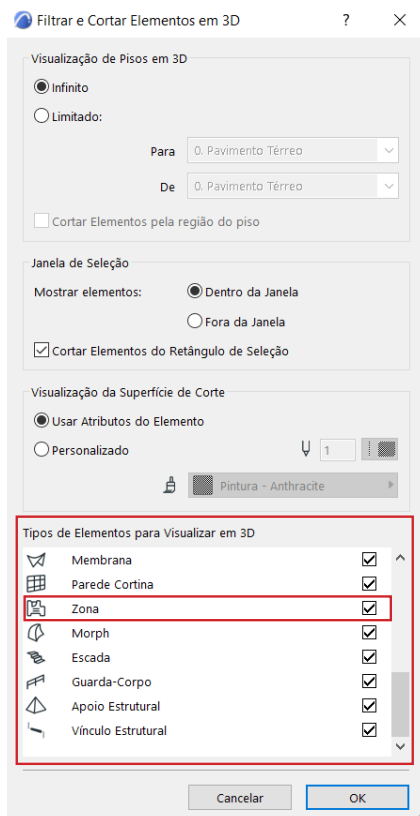 Filtrar e Cortar Elementos em 3D ? ×
Visualização de Pisos em 3D
Infinito
Limitado:
Para 0. Pavimento Térreo
De 0. Pavimento Térreo
Cortar Elementos pela região do piso
Janela de Seleção
Mostrar elementos: Dentro da Janela
Fora da Janela
Cortar Elementos do Retângulo de Seleção
Visualização da Superfície de Corte
Usar Atributos do Elemento
Personalizado 1
Pintura - Anthracite
Tipos de Elementos para Visualizar em 3D
Membrana
Parede Cortina
Zona
Morph
Escada
Guarda-Corpo
Apoio Estrutural
Vínculo Estrutural
Cancelar OK